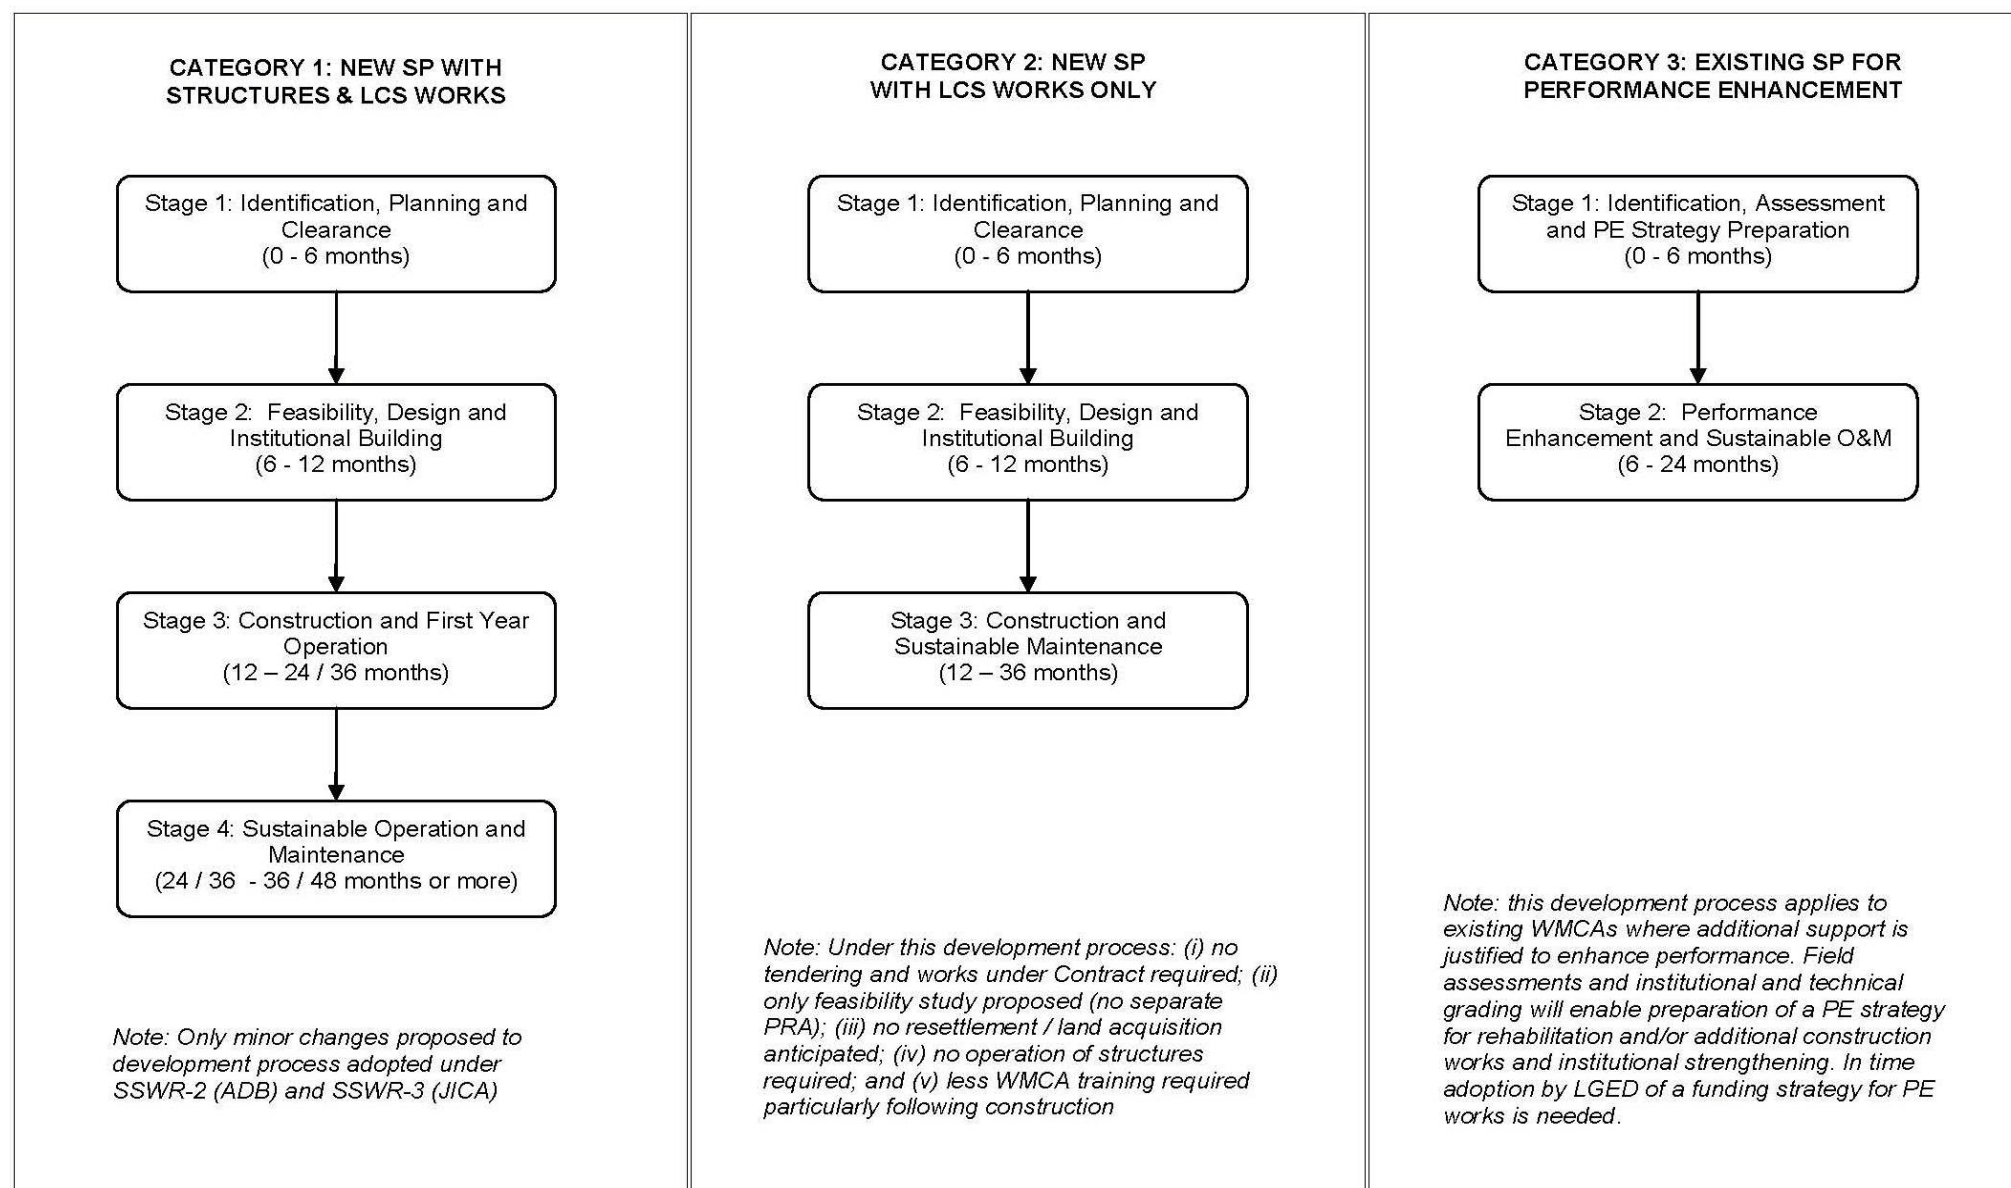 CATEGORY 1: NEW SP WITH
STRUCTURES & LCS WORKS
Stage 1: Identification, Planning and
Clearance
(0 - 6 months)
Stage 2:  Feasibility, Design and
Institutional Building
(6 - 12 months)
Stage 3: Construction and First Year
Operation
(12 – 24 / 36 months)
Stage 4: Sustainable Operation and
Maintenance
(24 / 36  - 36 / 48 months or more)
Note: Only minor changes proposed to
development process adopted under
SSWR-2 (ADB) and SSWR-3 (JICA)
CATEGORY 2: NEW SP
WITH LCS WORKS ONLY
Stage 1: Identification, Planning and
Clearance
(0 - 6 months)
Stage 2:  Feasibility, Design and
Institutional Building
(6 - 12 months)
Stage 3: Construction and
Sustainable Maintenance
(12 – 36 months)
Note: Under this development process: (i) no
tendering and works under Contract required; (ii)
only feasibility study proposed (no separate
PRA); (iii) no resettlement / land acquisition
anticipated; (iv) no operation of structures
required; and (v) less WMCA training required
particularly following construction
CATEGORY 3: EXISTING SP FOR
PERFORMANCE ENHANCEMENT
Stage 1: Identification, Assessment
and PE Strategy Preparation
(0 - 6 months)
Stage 2:  Performance
Enhancement and Sustainable O&M
(6 - 24 months)
Note: this development process applies to
existing WMCAs where additional support is
justified to enhance performance. Field
assessments and institutional and technical
grading will enable preparation of a PE strategy
for rehabilitation and/or additional construction
works and institutional strengthening. In time
adoption by LGED of a funding strategy for PE
works is needed.